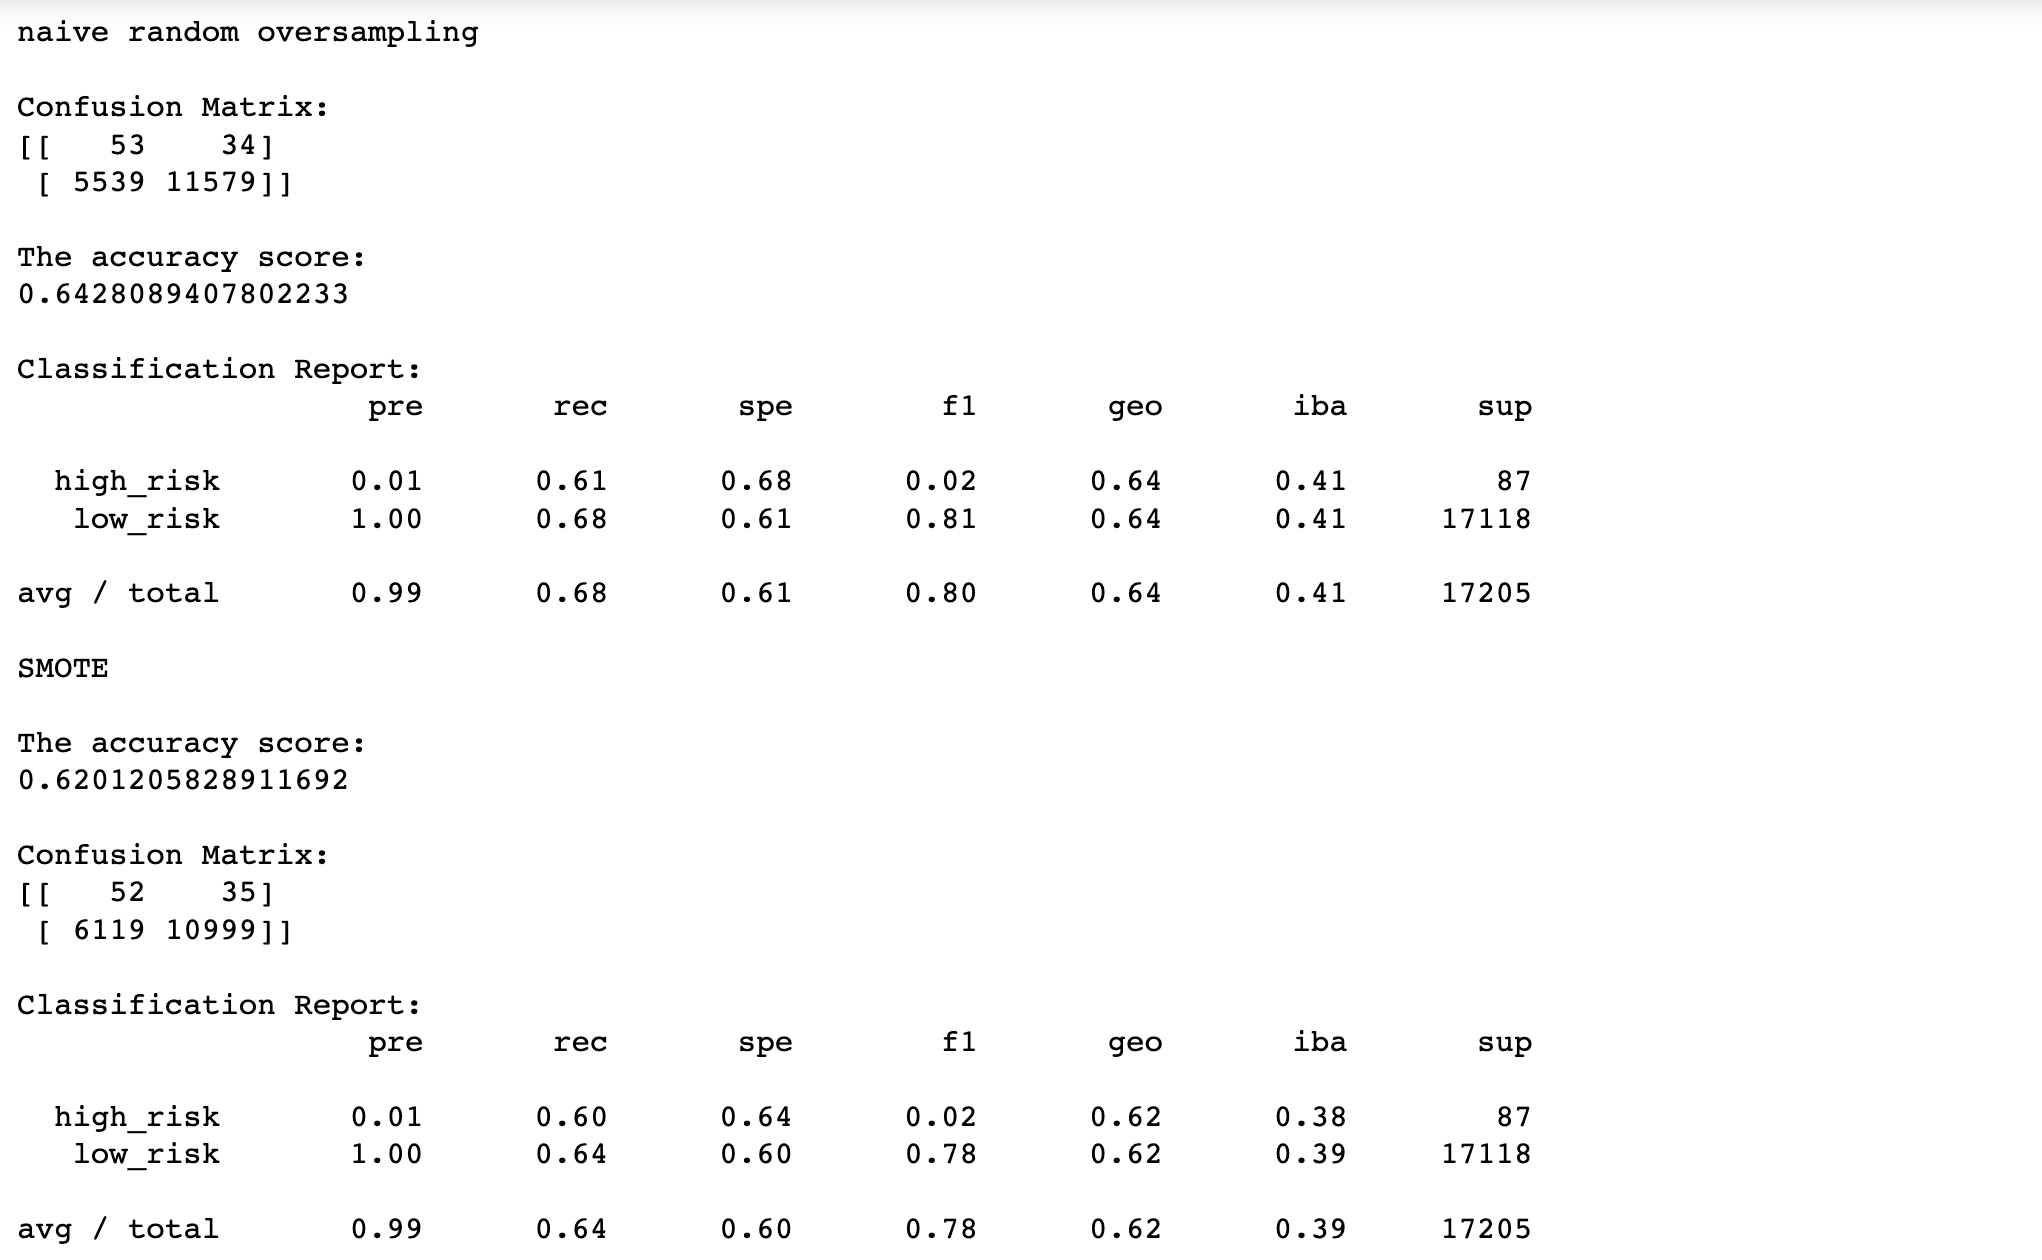 naive random oversampling
Confusion Matrix:
[[   53    34]
 [ 5539 11579]]
The accuracy score:
0.6428089407802233
Classification Report:
                   pre       rec       spe        f1       geo       iba       sup
  high_risk       0.01      0.61      0.68      0.02      0.64      0.41        87
   low_risk       1.00      0.68      0.61      0.81      0.64      0.41     17118
avg / total       0.99      0.68      0.61      0.80      0.64      0.41     17205
SMOTE
The accuracy score:
0.6201205828911692
Confusion Matrix:
[[   52    35]
 [ 6119 10999]]
Classification Report:
                   pre       rec       spe        f1       geo       iba       sup
  high_risk       0.01      0.60      0.64      0.02      0.62      0.38        87
   low_risk       1.00      0.64      0.60      0.78      0.62      0.39     17118
avg / total       0.99      0.64      0.60      0.78      0.62      0.39     17205